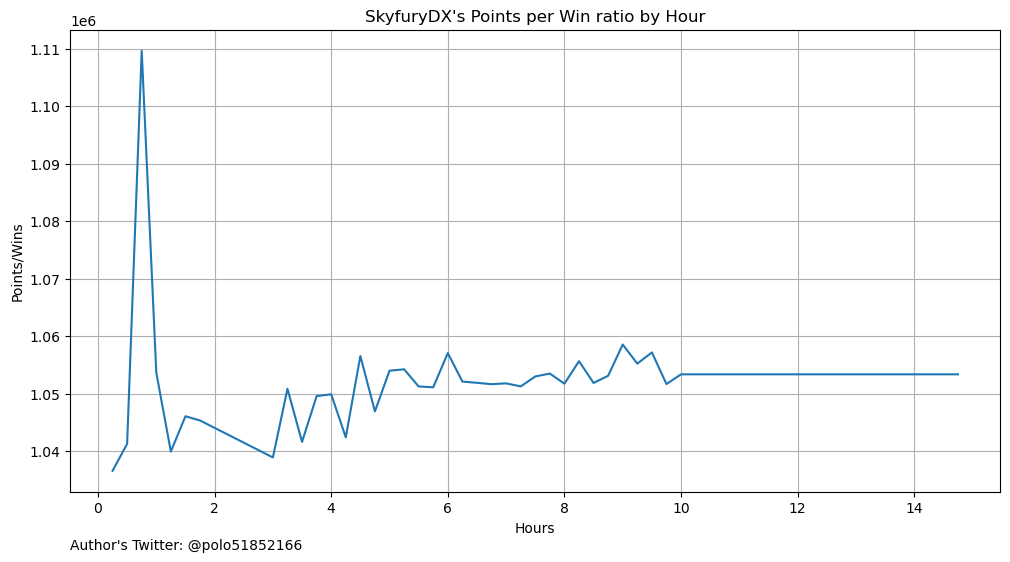 SkyfuryDX's Points per Win ratio by Hour
1e6
1.11
1.10
1.09
1.08
1.07
1.06
1.05
1.04
Points/Wins
0 2 4 6 8 10 12 14
Hours
Author's Twitter: @polo51852166